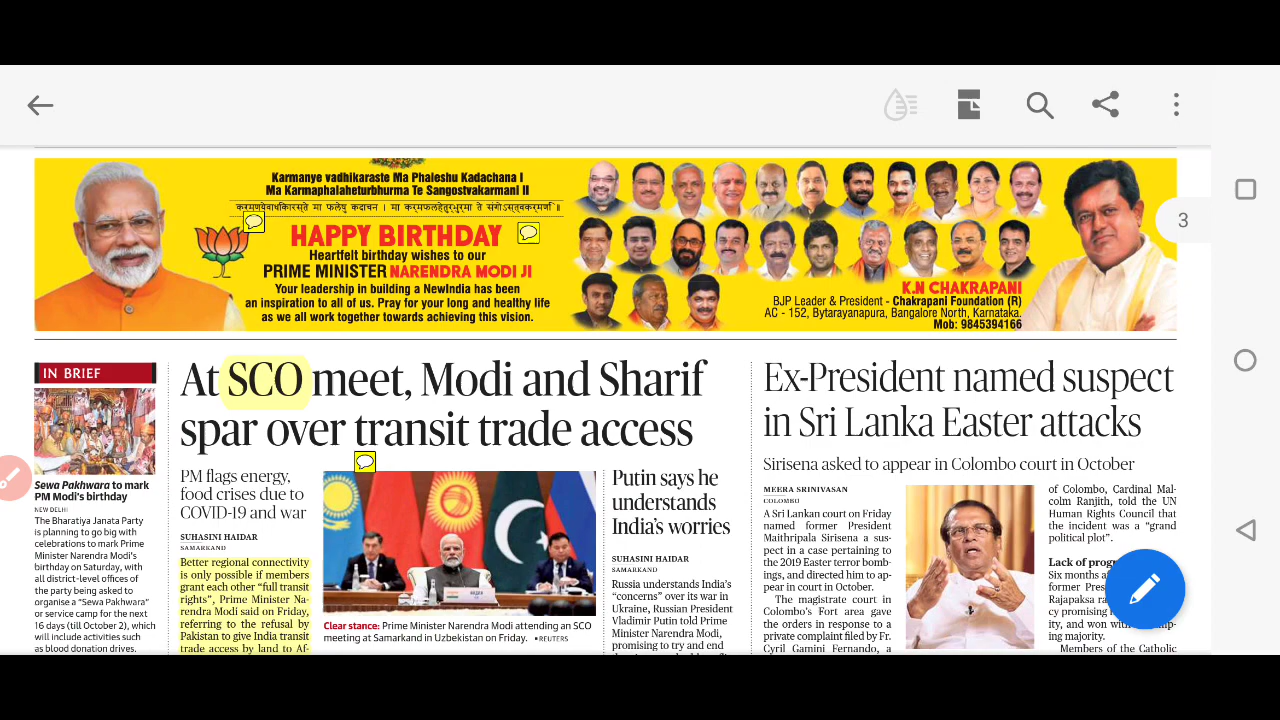 3
Karmanye vadhikaraste Ma Phaleshu Kadachana I
Ma Karmaphalaheturbhurma Te Sangostvakarmani II
HAPPY BIRTHDAY
Heartfelt birthday wishes to our
PRIME MINISTER NARENDRA MODI JI
Your leadership in building a NewIndia has been
an inspiration to all of us. Pray for your long and healthy life
as we all work together towards achieving this vision.
K.N CHAKRAPANI
BJP Leader & President - Chakrapani Foundation (R)
AC - 152, Bytarayanapura, Bangalore North, Karnataka.
Mob: 9845394166
IN BRIEF
Sewa Pakhwara to mark
PM Modi's birthday
NEW DELHI
The Bharatiya Janata Party
is planning to go big with
celebrations to mark Prime
Minister Narendra Modi's
birthday on Saturday, with
all district-level offices of
the party being asked to
organise a "Sewa Pakhwara"
or service camp for the next
16 days (till October 2), which
will include activities such
as blood donation drives.
At SCO meet, Modi and Sharif
spar over transit trade access
PM flags energy,
food crises due to
COVID-19 and war
SUHASINI HAIDAR
SAMARKAND
Better regional connectivity
is only possible if members
grant each other "full transit
rights", Prime Minister Na-
rendra Modi said on Friday,
referring to the refusal by
Pakistan to give India transit
trade access by land to Af-
Clear stance: Prime Minister Narendra Modi attending an SCO
meeting at Samarkand in Uzbekistan on Friday. ▪REUTERS
Putin says he
understands
India's worries
SUHASINI HAIDAR
SAMARKAND
Russia understands India's
"concerns" over its war in
Ukraine, Russian President
Vladimir Putin told Prime
Minister Narendra Modi,
promising to try and end
Ex-President named suspect
in Sri Lanka Easter attacks
Sirisena asked to appear in Colombo court in October
MEERA SRINIVASAN
COLOMBO
A Sri Lankan court on Friday
named former President
Maithripala Sirisena a sus-
pect in a case pertaining to
the 2019 Easter terror bomb-
ings, and directed him to ap-
pear in court in October.
The magistrate court in
Colombo's Fort area gave
the orders in response to a
private complaint filed by Fr.
Cyril Gamini Fernando, a
of Colombo, Cardinal Mal-
colm Ranjith, told the UN
Human Rights Council that
the incident was a "grand
political plot".
Lack of
Six months
former
Rajapaksa
cy
ity, and won
ing majority.
Members of the Catholic